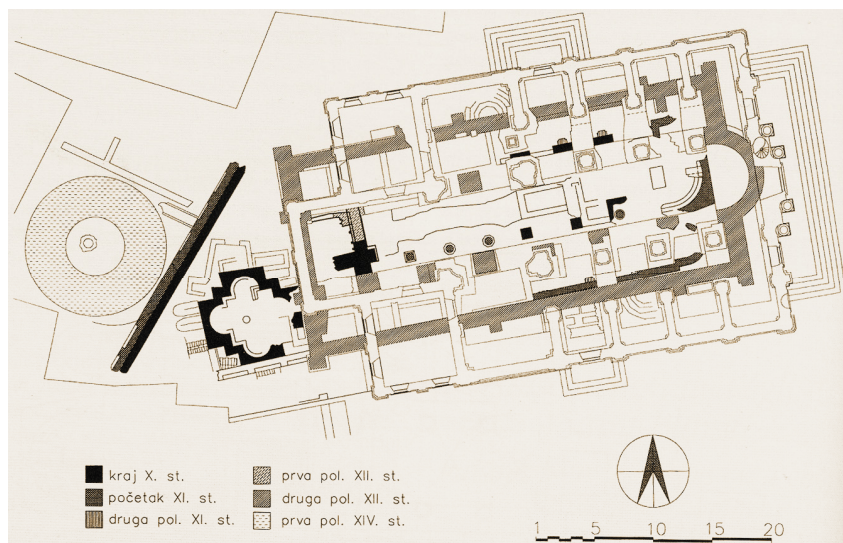 kraj X. st.
početak XI. st.
druga pol. XI. st.
prva pol. XII. st.
druga pol. XII. st.
prva pol. XIV. st.
1 5 10 15 20